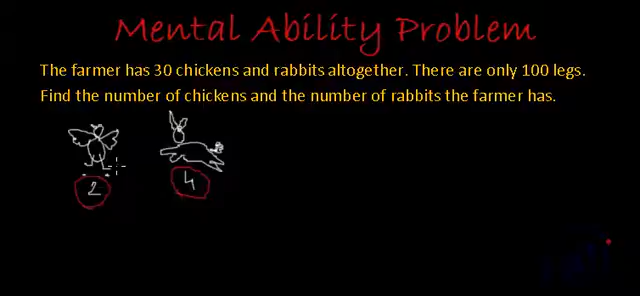 Mental Ability Problem
The farmer has 30 chickens and rabbits altogether. There are only 100 legs.
Find the number of chickens and the number of rabbits the farmer has.
2 4